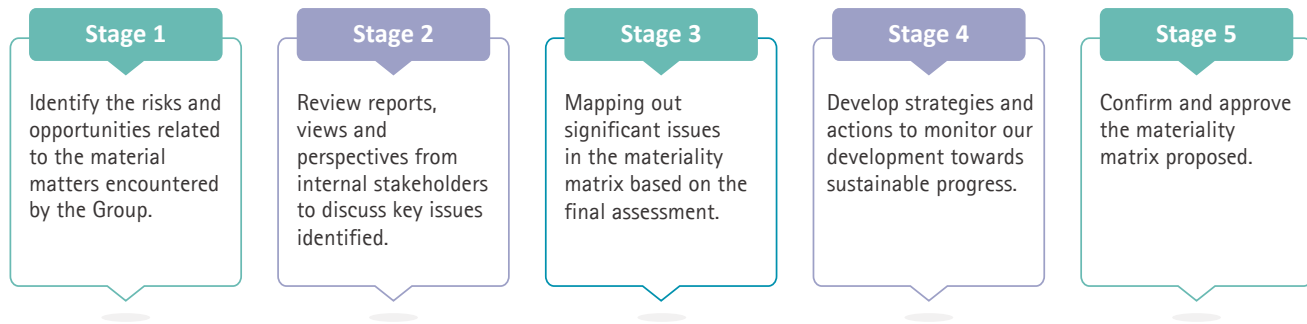 Stage 1
Identify the risks and
opportunities related
to the material
matters encountered
by the Group.
Stage 2
Review reports,
views and
perspectives from
internal stakeholders
to discuss key issues
identified.
Stage 3
Mapping out
significant issues
in the materiality
matrix based on the
final assessment.
Stage 4
Develop strategies and
actions to monitor our
development towards
sustainable progress.
Stage 5
Confirm and approve
the materiality
matrix proposed.